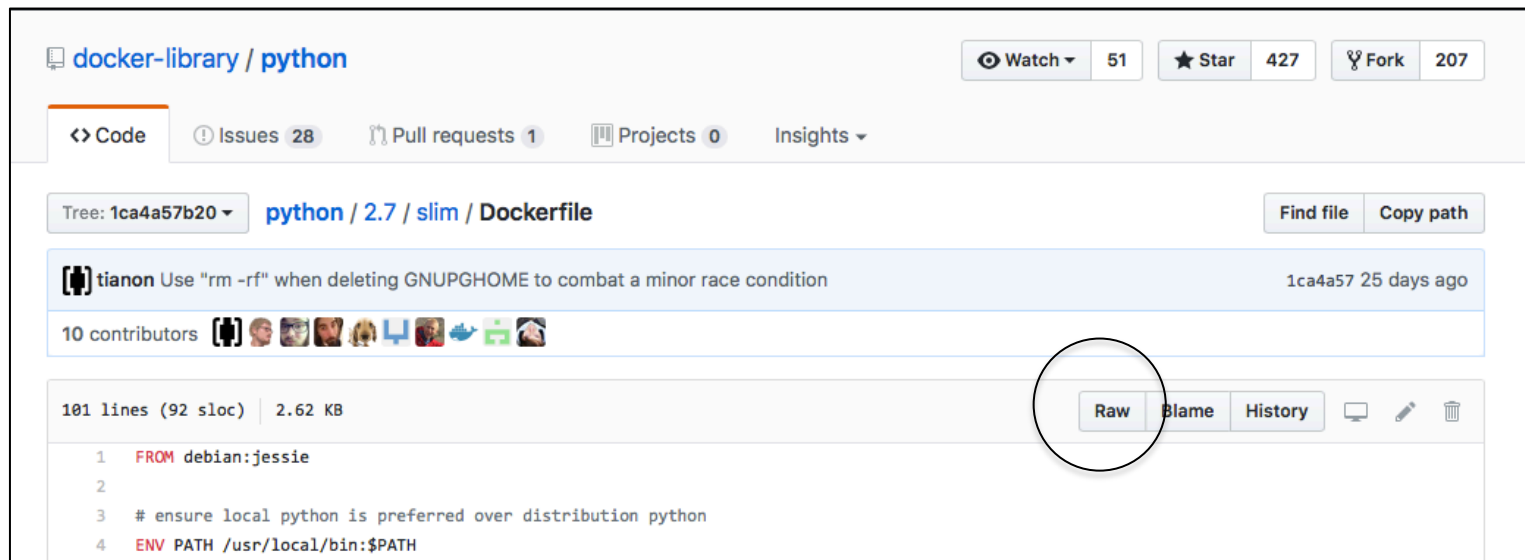 docker-library / python Watch 51 Star 427 Fork 207
<> Code Issues 28 Pull requests 1 Projects 0 Insights
Tree: 1ca4a57b20 python / 2.7 / slim / Dockerfile Find file Copy path
tianon Use "rm -rf" when deleting GNUPGHOME to combat a minor race condition 1ca4a57 25 days ago
10 contributors
101 lines (92 sloc) 2.62 KB Raw Blame History
1 FROM debian:jessie
2
3 # ensure local python is preferred over distribution python
4 ENV PATH /usr/local/bin:$PATH